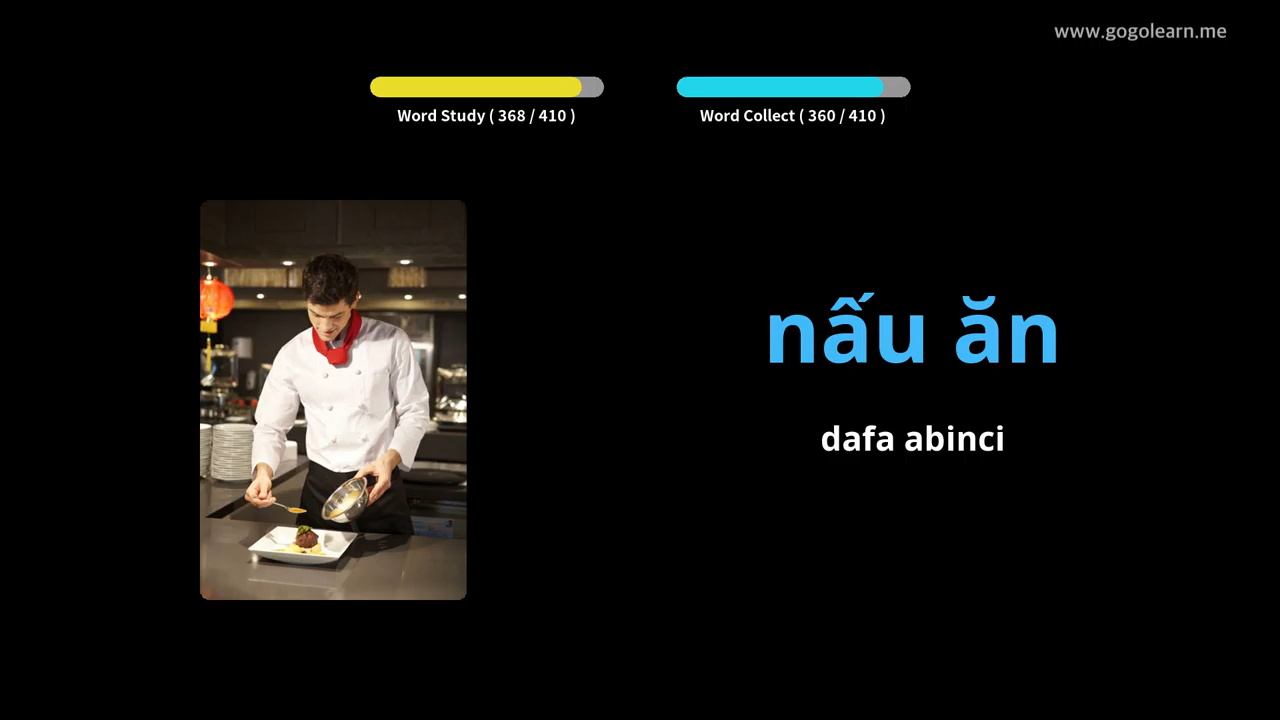 www.gogolearn.me
Word Study ( 368 / 410 )
Word Collect ( 360 / 410 )
nấu ăn
dafa abinci